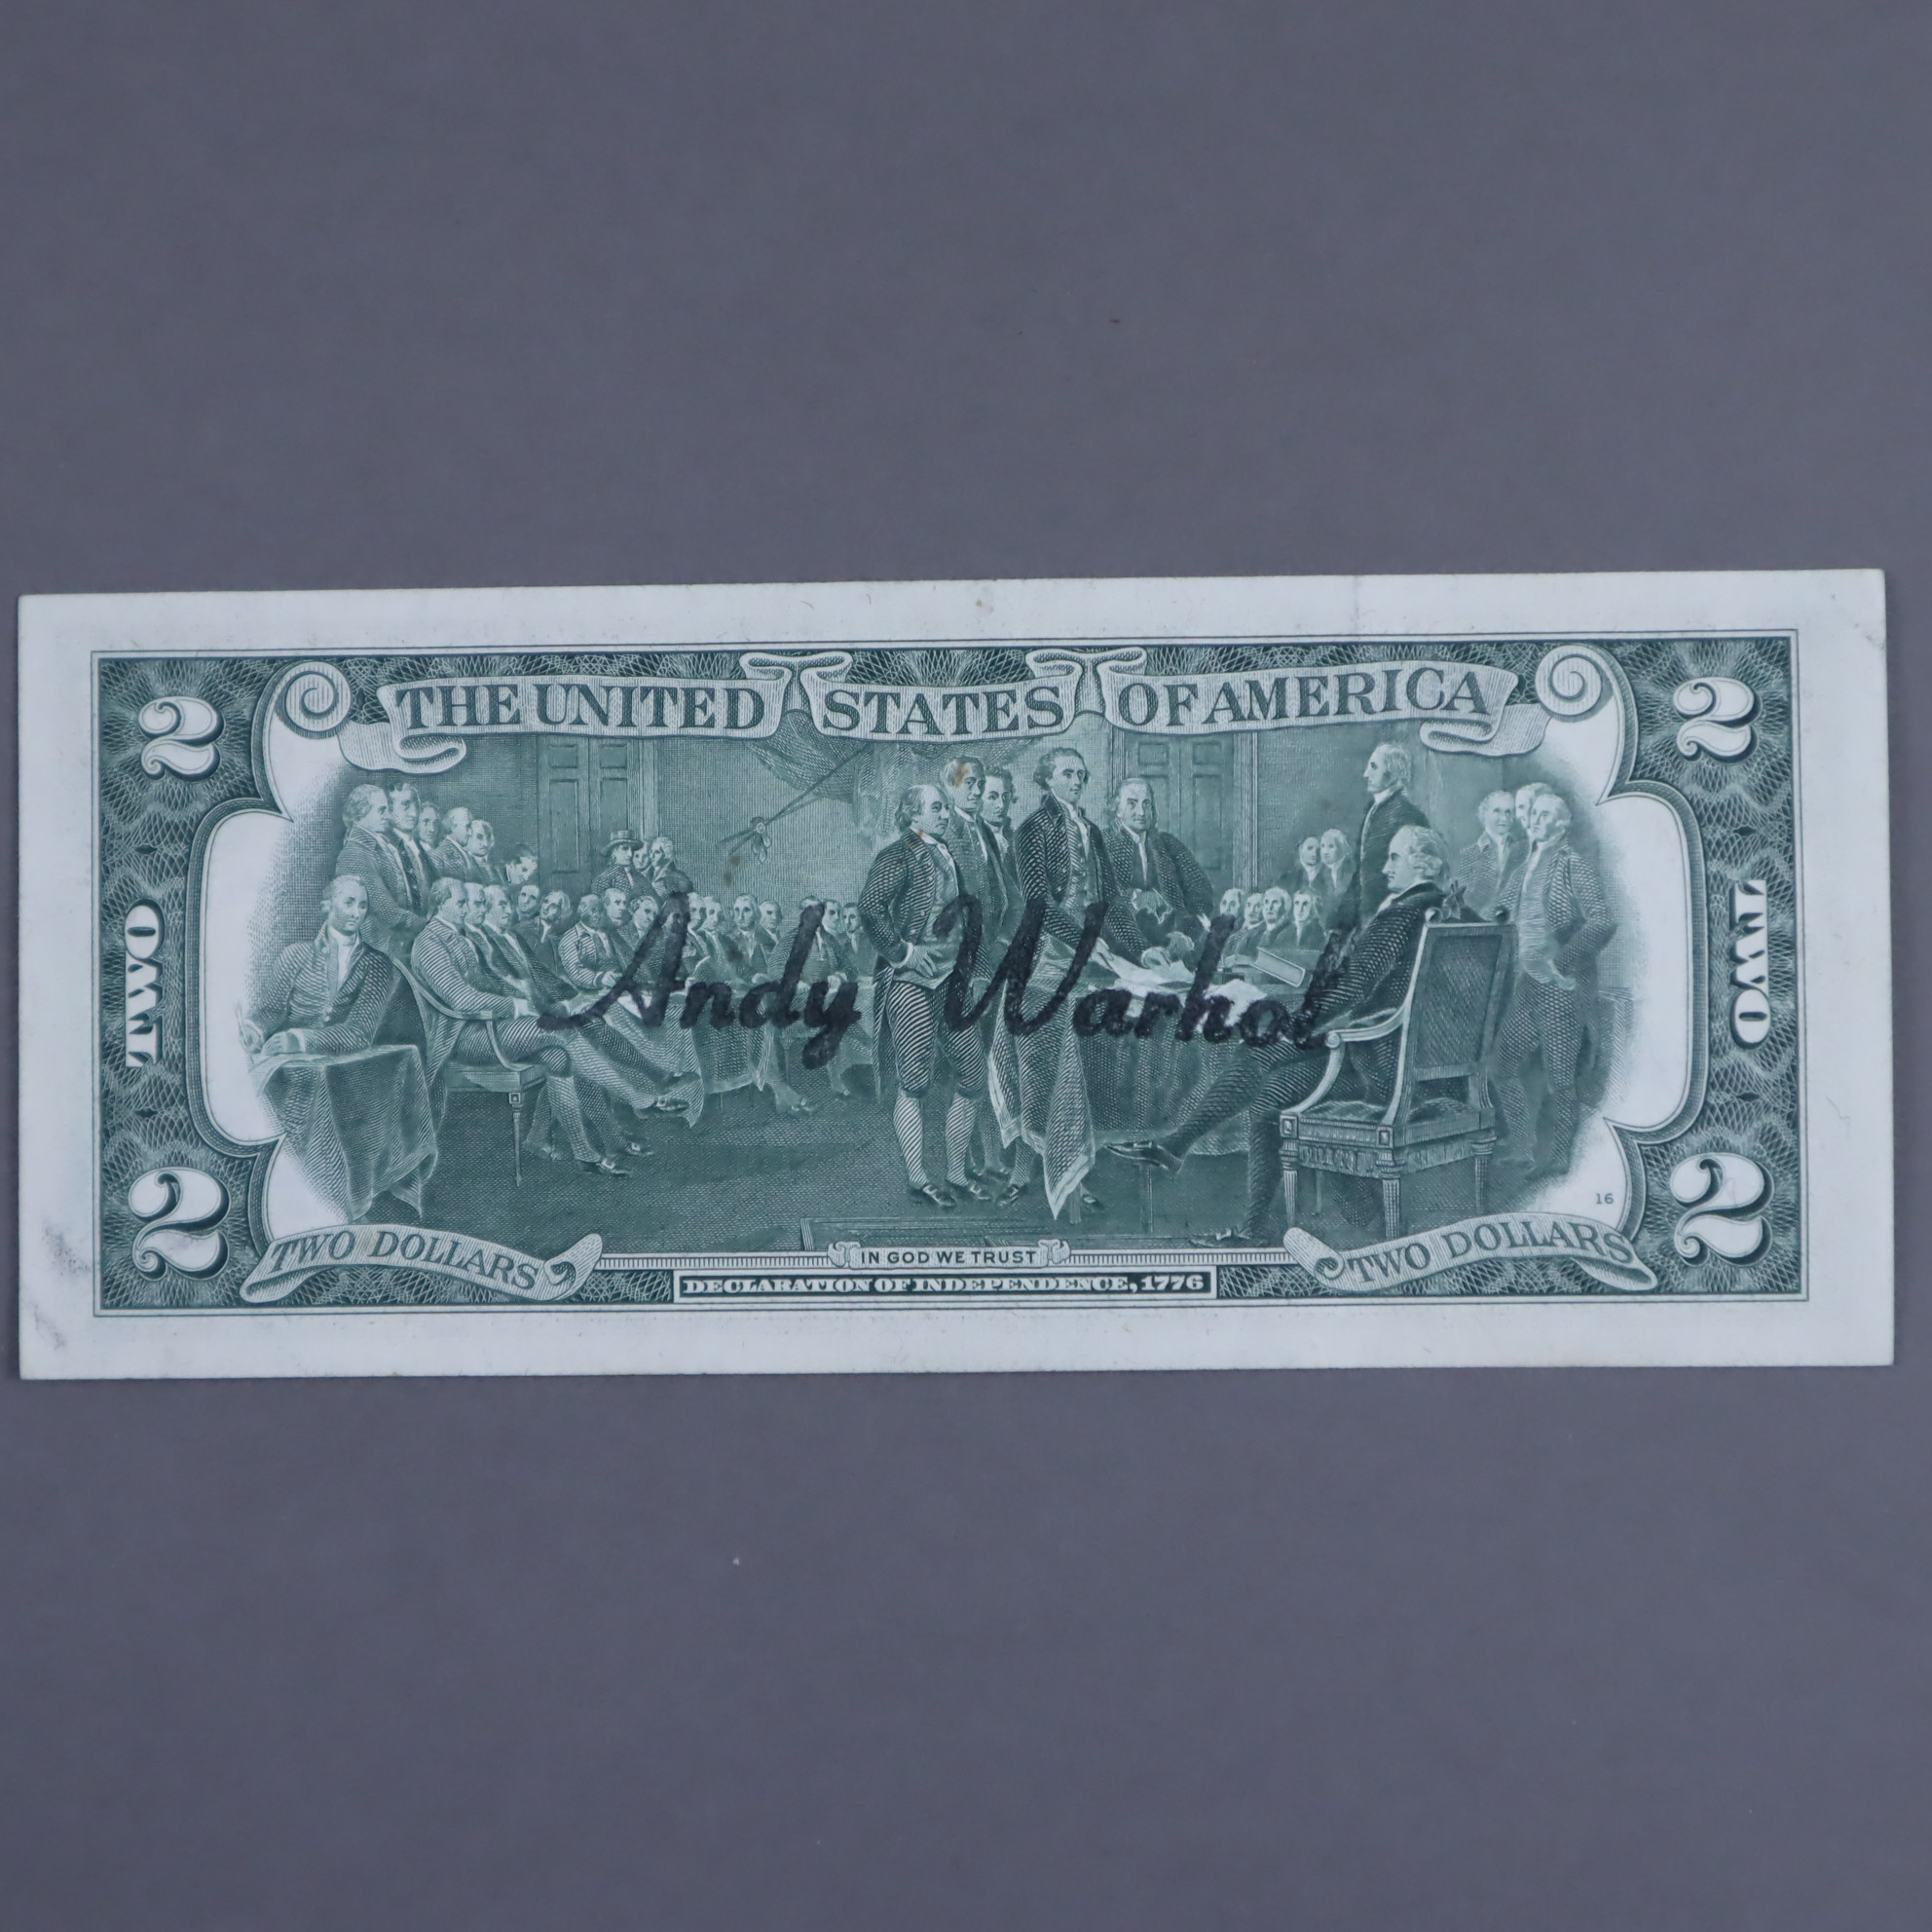 2 THE UNITED STATES OF AMERICA 2
TWO Andy Warhol TWO
16
2 TWO DOLLARS IN GOD WE TRUST TWO DOLLARS 2
DECLARATION OF INDEPENDENCE, 1776